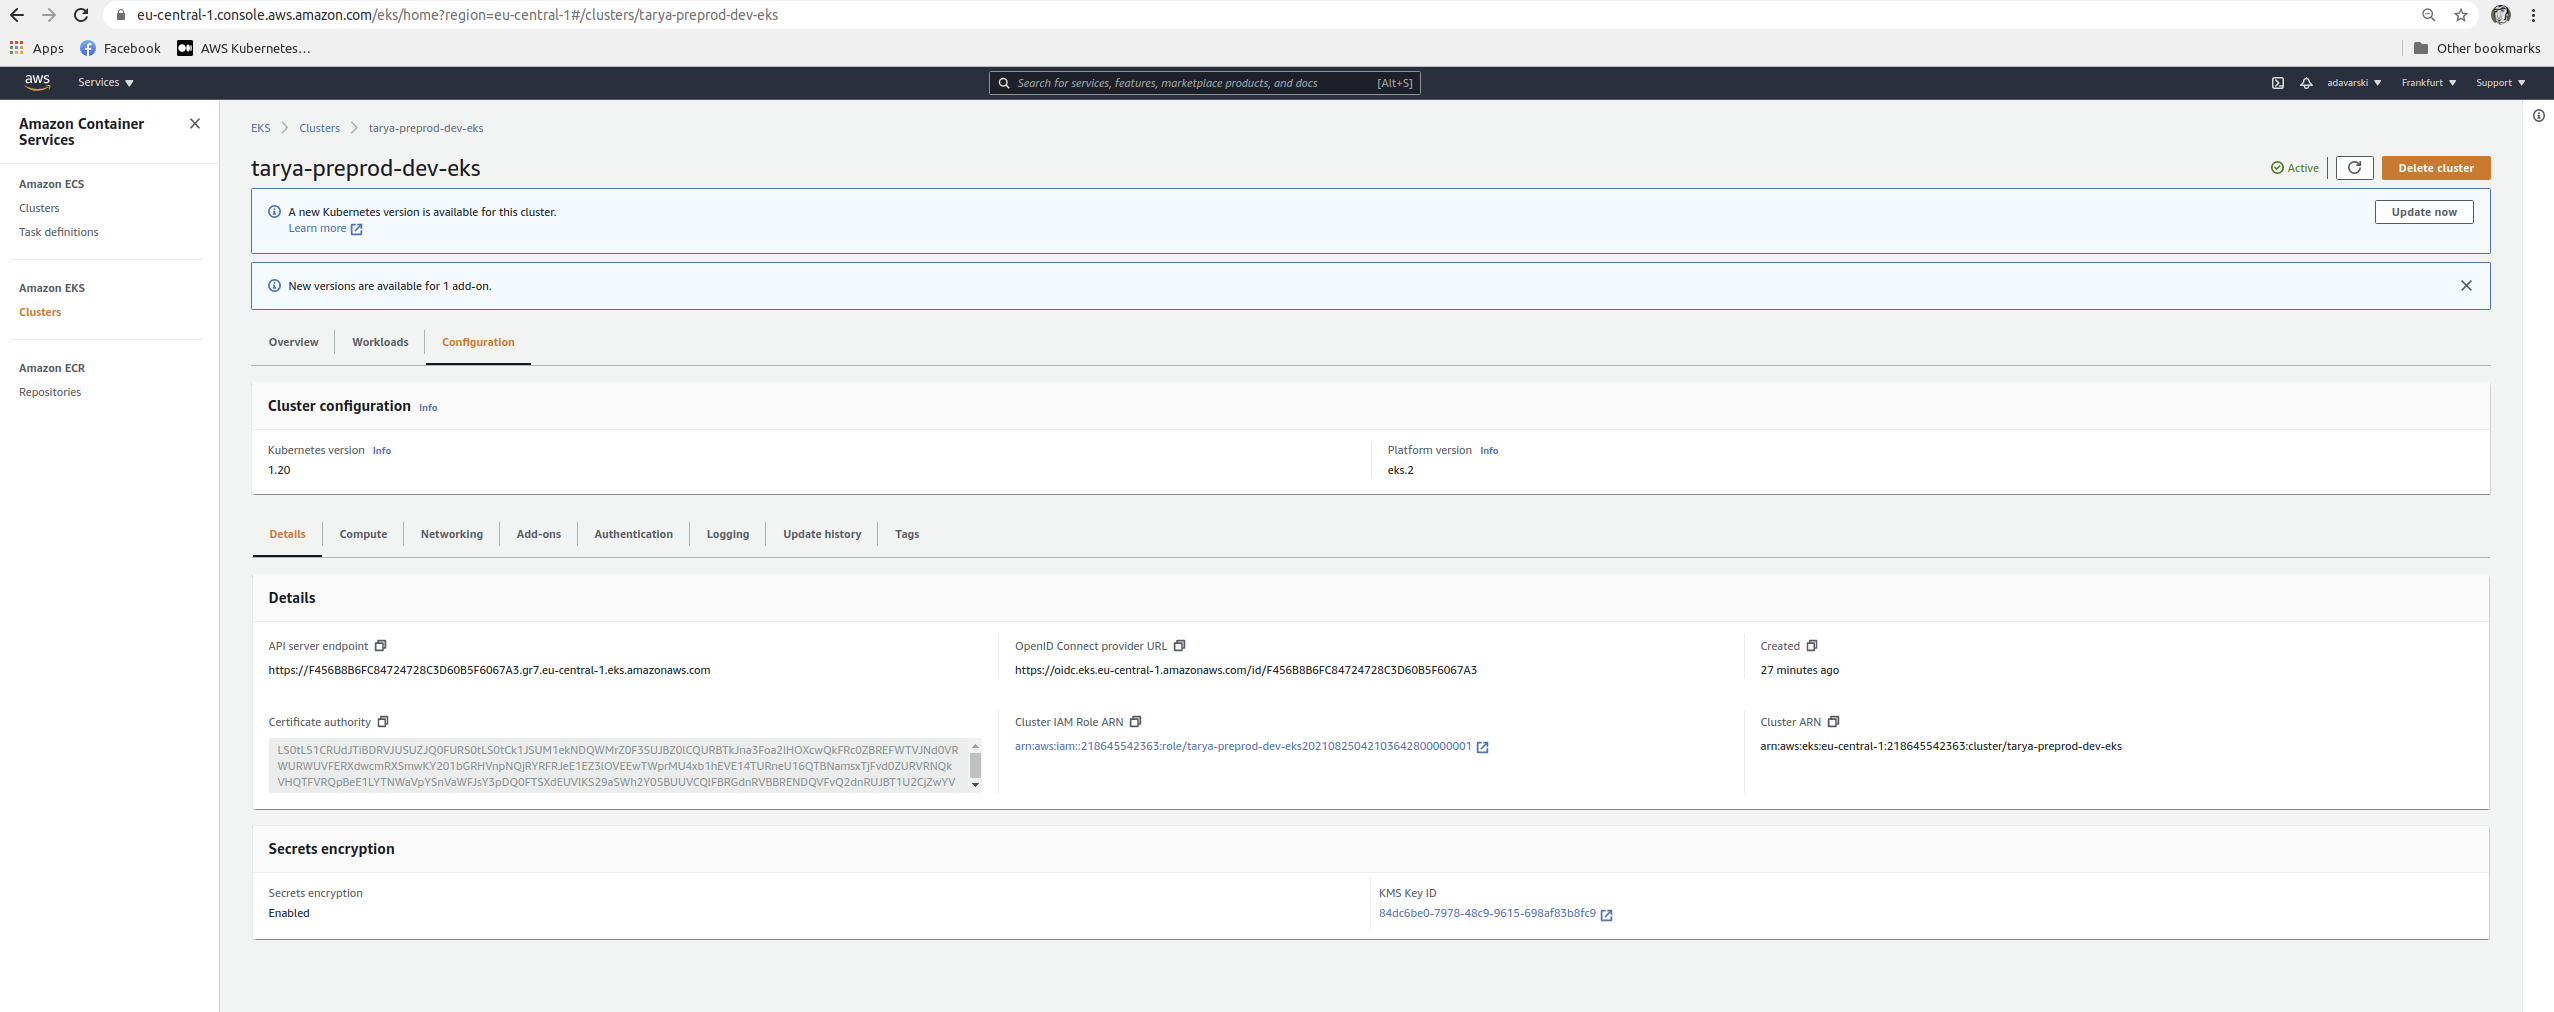 eu-central-1.console.aws.amazon.com/eks/home?region=eu-central-1#/clusters/tarya-preprod-dev-eks
Apps Facebook AWS Kubernetes… Other bookmarks
aws Services Search for services, features, marketplace products, and docs [Alt+S] adavarski Frankfurt Support
Amazon Container
Services
Amazon ECS
Clusters
Task definitions
Amazon EKS
Clusters
Amazon ECR
Repositories
EKS Clusters tarya-preprod-dev-eks
tarya-preprod-dev-eks
Active Delete cluster
A new Kubernetes version is available for this cluster.
Learn more
Update now
New versions are available for 1 add-on.
Overview Workloads Configuration
Cluster configuration Info
Kubernetes version Info
1.20
Platform version Info
eks.2
Details Compute Networking Add-ons Authentication Logging Update history Tags
Details
API server endpoint
https://F456B8B6FC84724728C3D60B5F6067A3.gr7.eu-central-1.eks.amazonaws.com
OpenID Connect provider URL
https://oidc.eks.eu-central-1.amazonaws.com/id/F456B8B6FC84724728C3D60B5F6067A3
Created
27 minutes ago
Certificate authority
Cluster IAM Role ARN
arn:aws:iam::218645542363:role/tarya-preprod-dev-eks20210825042103642800000001
Cluster ARN
arn:aws:eks:eu-central-1:218645542363:cluster/tarya-preprod-dev-eks
Secrets encryption
Secrets encryption
Enabled
KMS Key ID
84dc6be0-7978-48c9-9615-698af83b8fc9